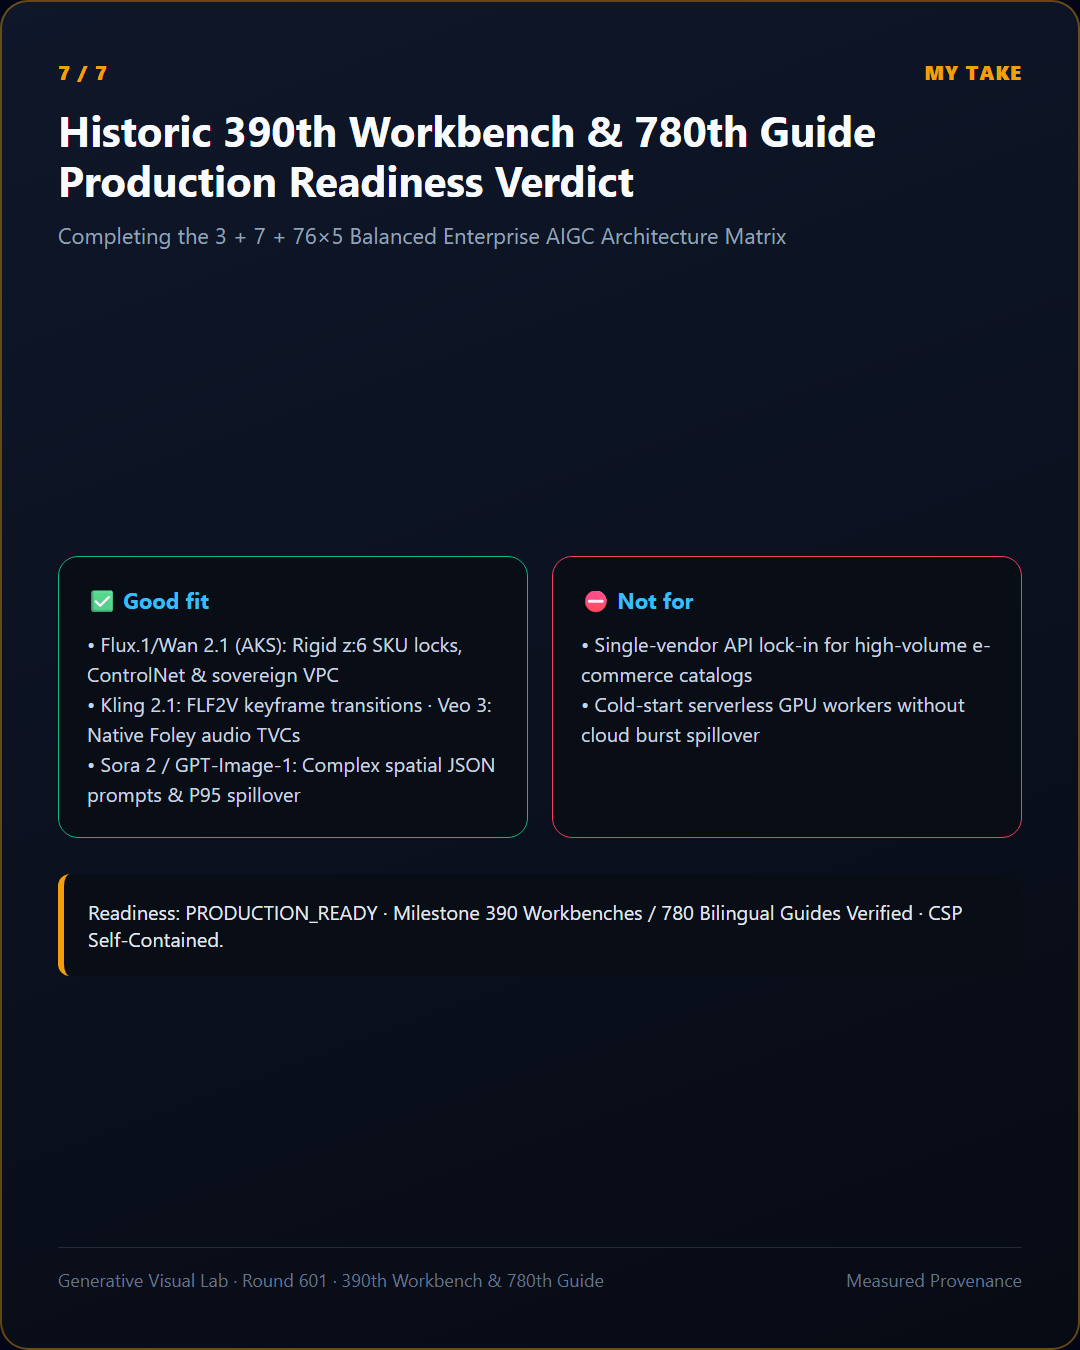 7 / 7
MY TAKE
Historic 390th Workbench & 780th Guide
Production Readiness Verdict
Completing the 3 + 7 + 76×5 Balanced Enterprise AIGC Architecture Matrix
✅ Good fit
• Flux.1/Wan 2.1 (AKS): Rigid z:6 SKU locks,
ControlNet & sovereign VPC
• Kling 2.1: FLF2V keyframe transitions · Veo 3:
Native Foley audio TVCs
• Sora 2 / GPT-Image-1: Complex spatial JSON
prompts & P95 spillover
⛔ Not for
• Single-vendor API lock-in for high-volume e-
commerce catalogs
• Cold-start serverless GPU workers without
cloud burst spillover
Readiness: PRODUCTION_READY · Milestone 390 Workbenches / 780 Bilingual Guides Verified · CSP
Self-Contained.
Generative Visual Lab · Round 601 · 390th Workbench & 780th Guide
Measured Provenance